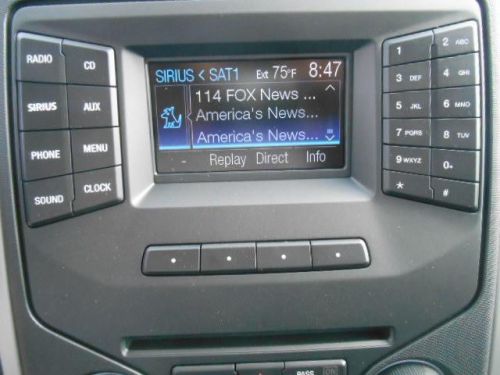 RADIO
CD
SIRIUS
AUX
PHONE
MENU
SOUND
CLOCK
SIRIUS < SAT1 Ext 75°F 8:47
114 FOX News ...
America's News...
America's News...
- Replay Direct Info
1
2 ABC
3 DEF
4 GHI
5 JKL
6 MNO
7 PQRS
8 TUV
9 WXYZ
0+
*
#
PASS